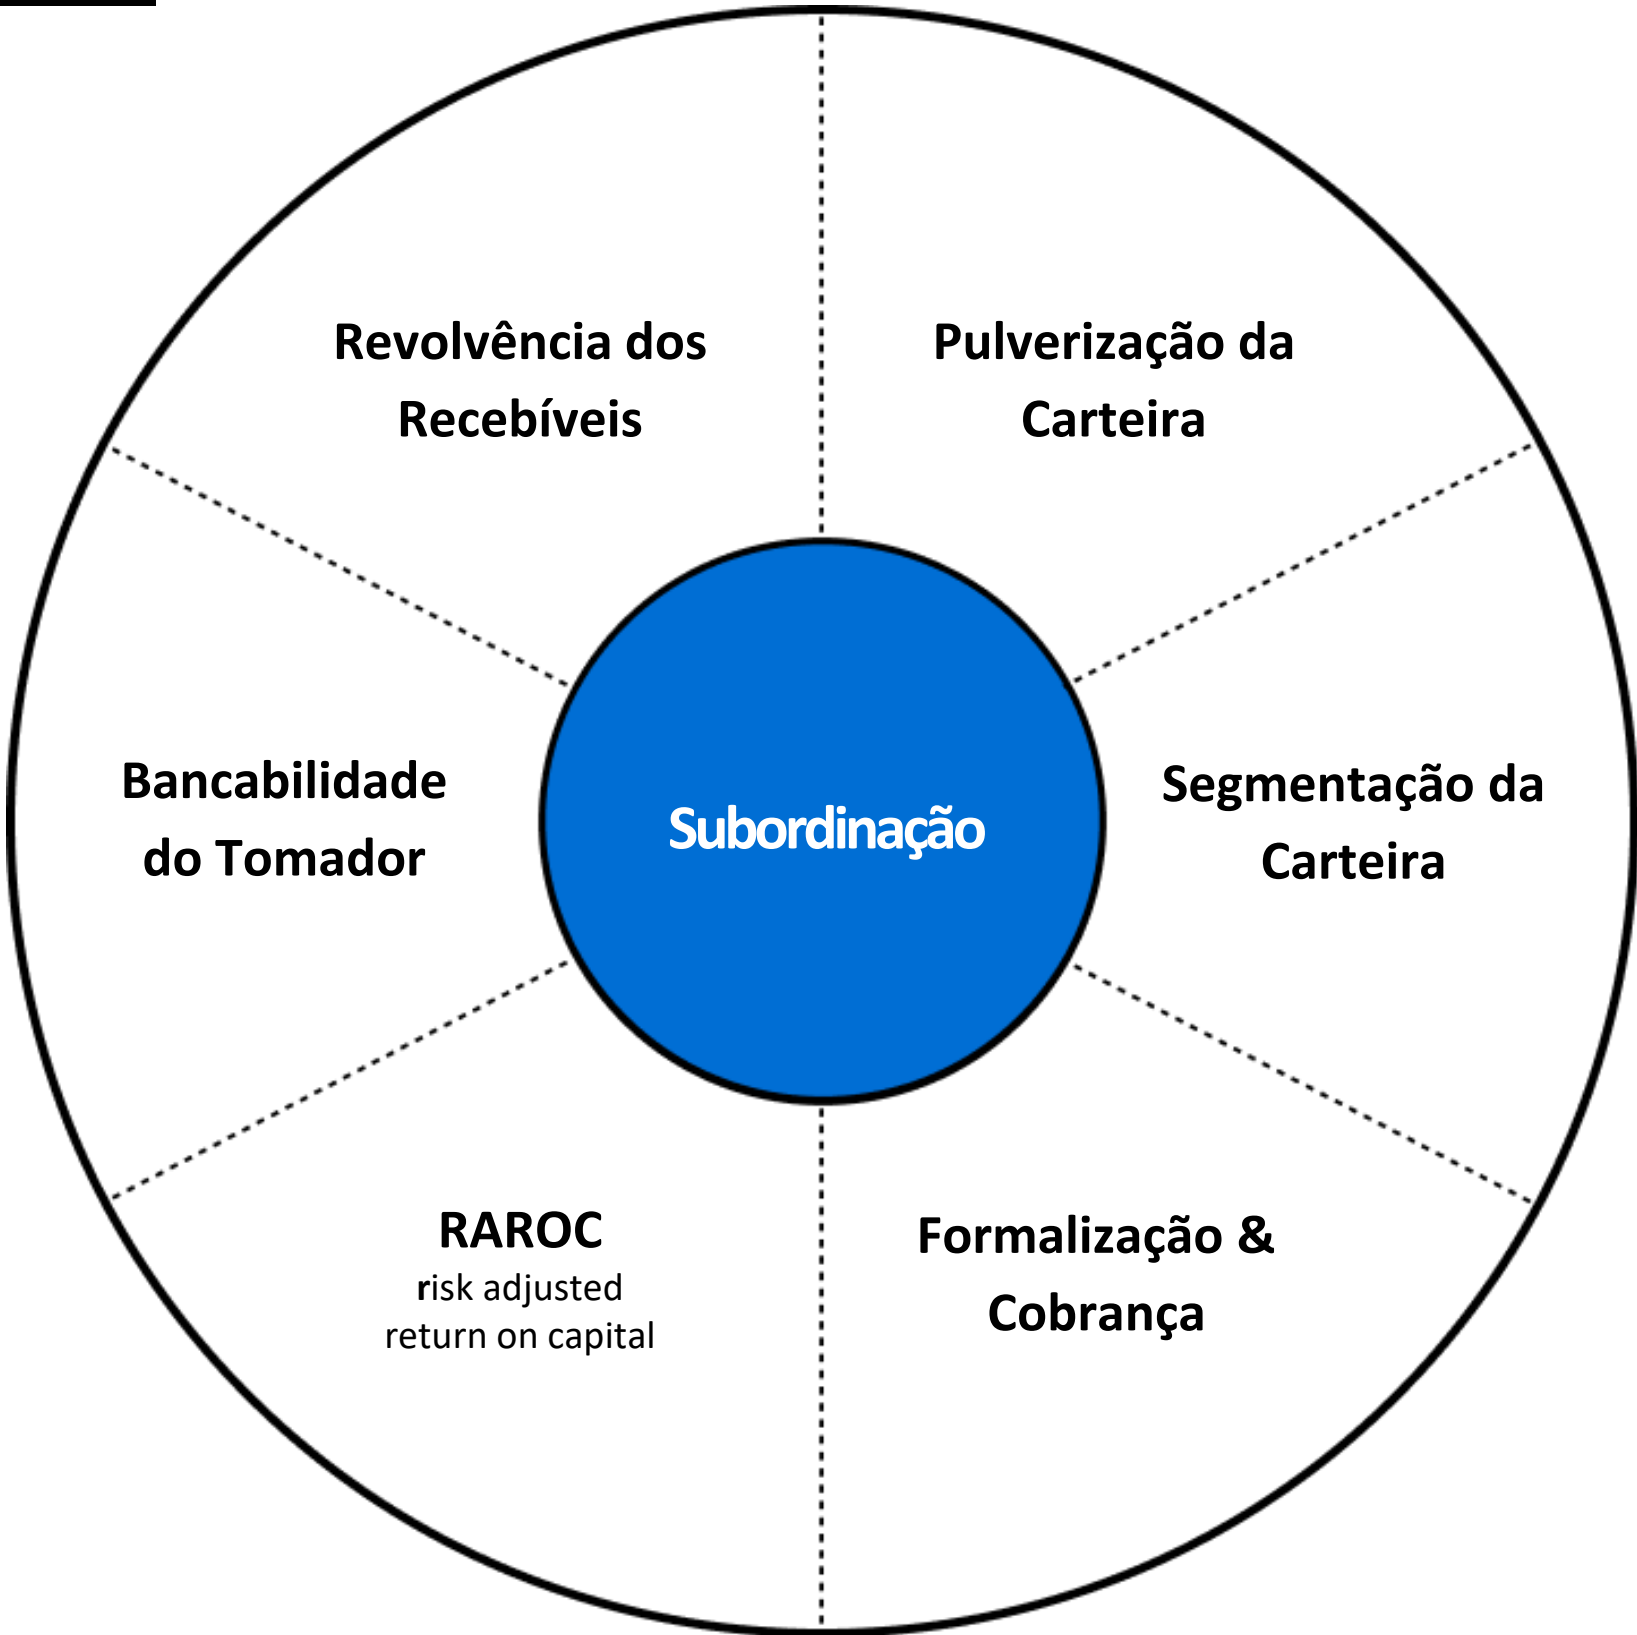 Revolvência dos
Recebíveis
Pulverização da
Carteira
Bancabilidade
do Tomador
Subordinação
Segmentação da
Carteira
RAROC
risk adjusted
return on capital
Formalização &
Cobrança